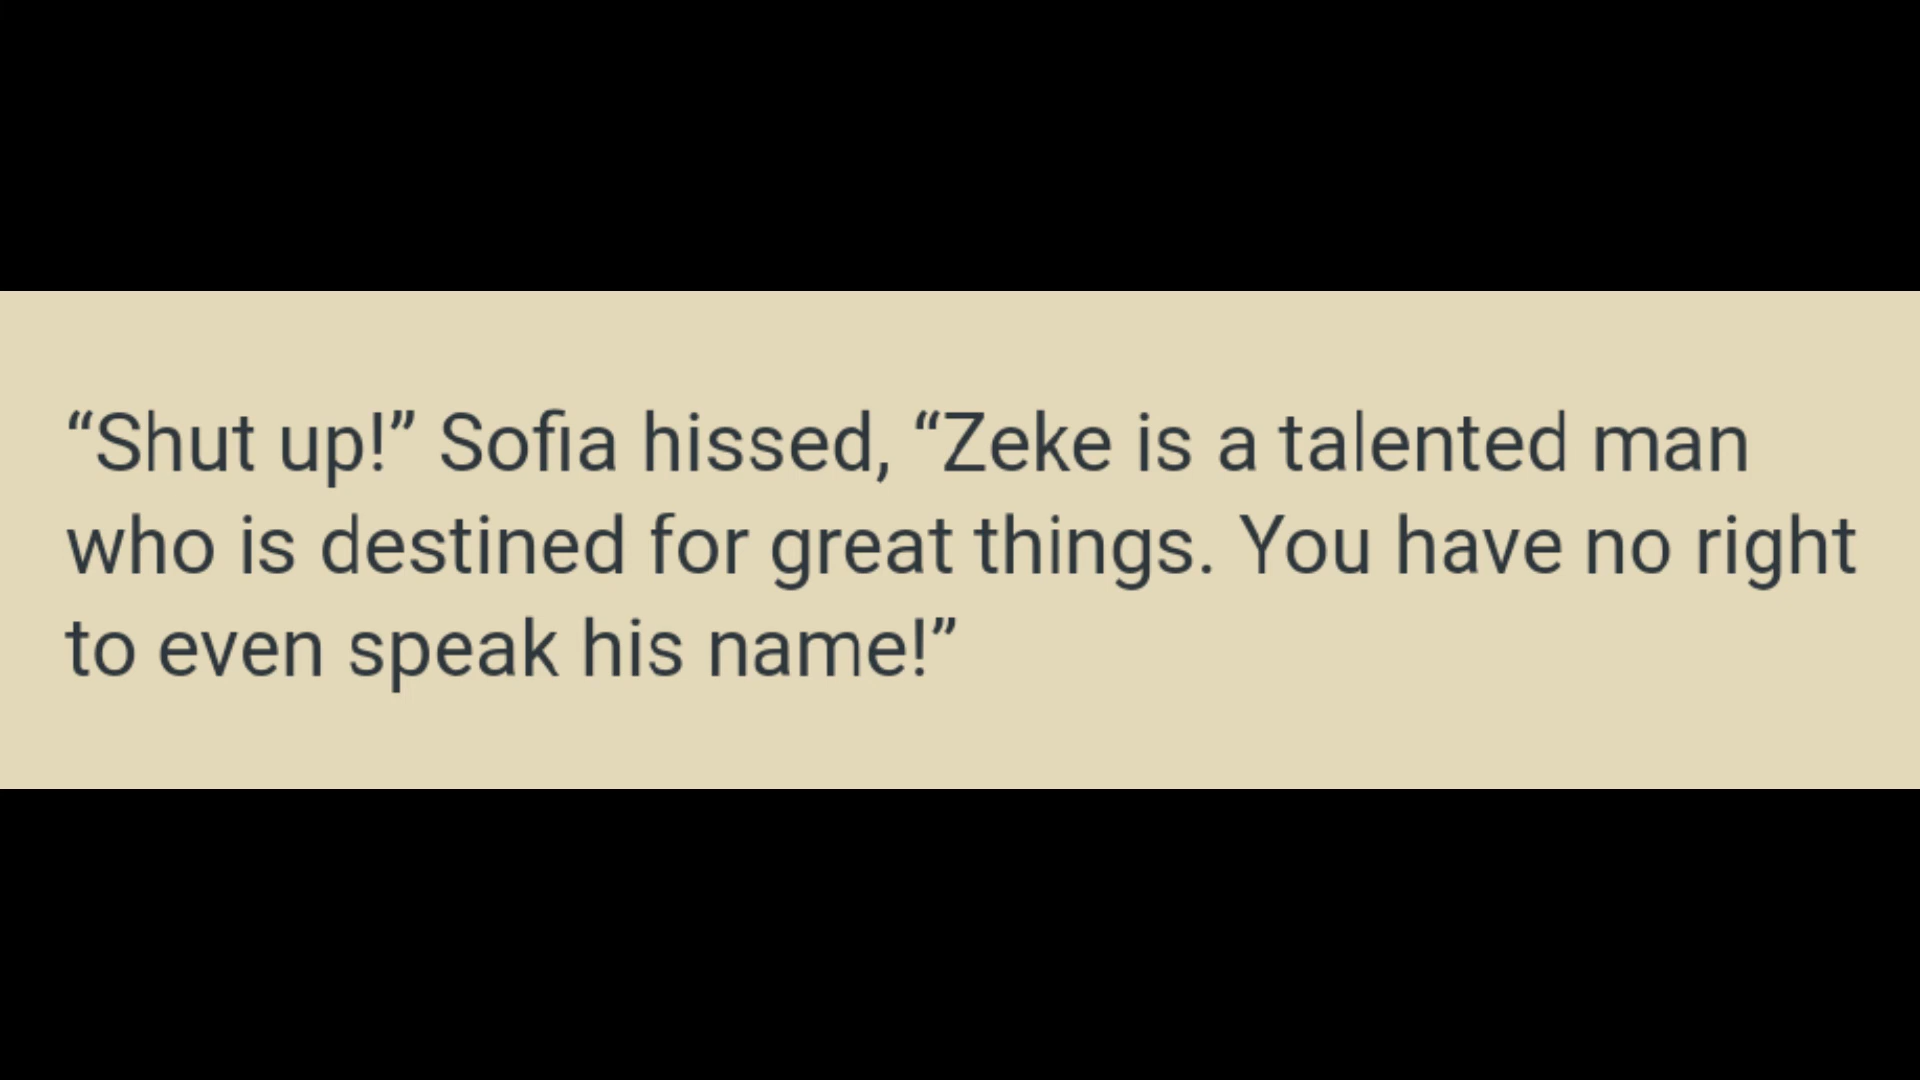 “Shut up!” Sofia hissed, “Zeke is a talented man
who is destined for great things. You have no right
to even speak his name!”